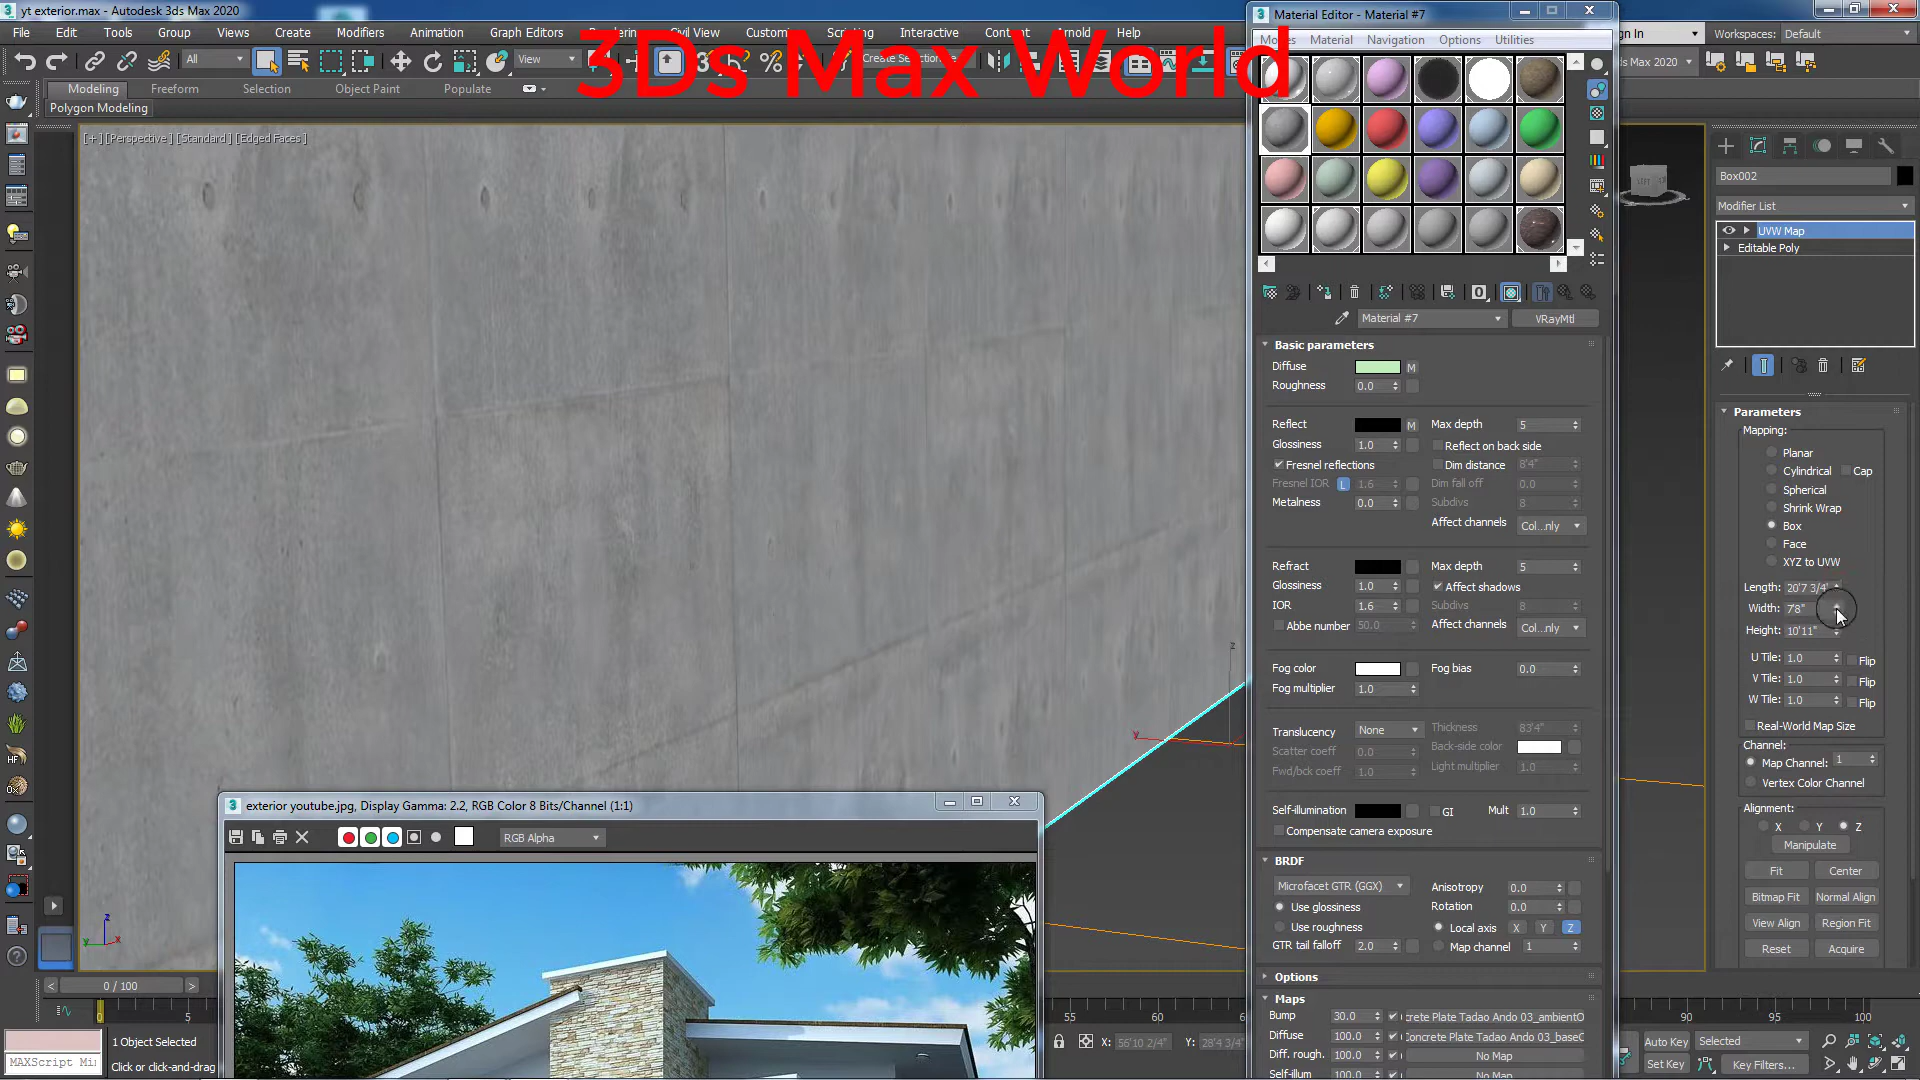 yt exterior.max - Autodesk 3ds Max 2020
File Edit Tools Group Views Create Modifiers Animation Graph Editors Civil View Scripting Interactive Arnold Help
3Ds Max World
Workspaces: Default
All
View
Create Selection Se
ds Max 2020
Modeling Freeform Selection Object Paint Populate
Polygon Modeling
[+] [Perspective] [Standard] [Edged Faces]
Material Editor - Material #7
Modes Material Navigation Options Utilities
Material #7
VRayMtl
Basic parameters
Diffuse M
Roughness 0.0
Reflect M Max depth 5
Glossiness 1.0 Reflect on back side
Fresnel reflections Dim distance 8'4"
Fresnel IOR L 1.6 Dim fall off 0.0
Metalness 0.0 Subdivs 8
Affect channels Col...nly
Refract Max depth 5
Glossiness 1.0 Affect shadows
IOR 1.6 Subdivs 8
Abbe number 50.0 Affect channels Col...nly
Fog color Fog bias 0.0
Fog multiplier 1.0
Translucency None Thickness 83'4"
Scatter coeff 0.0 Back-side color
Fwd/bck coeff 1.0 Light multiplier 1.0
Self-illumination GI Mult 1.0
Compensate camera exposure
BRDF
Microfacet GTR (GGX) Anisotropy 0.0
Use glossiness Rotation 0.0
Use roughness Local axis X Y Z
GTR tail falloff 2.0 Map channel 1
Options
Maps
Bump 30.0 crete Plate Tadao Ando 03_ambientO
Diffuse 100.0 Concrete Plate Tadao Ando 03_baseC
Diff. rough. 100.0 No Map
Self-illum 100.0 No Map
Box002
Modifier List
UVW Map
Editable Poly
Parameters
Mapping:
Planar
Cylindrical Cap
Spherical
Shrink Wrap
Box
Face
XYZ to UVW
Length: 20'7 3/4"
Width: 7'8"
Height: 10'11"
U Tile: 1.0 Flip
V Tile: 1.0 Flip
W Tile: 1.0 Flip
Real-World Map Size
Channel:
Map Channel: 1
Vertex Color Channel
Alignment:
X Y Z
Manipulate
Fit Center
Bitmap Fit Normal Align
View Align Region Fit
Reset Acquire
LEFT
z
y
z
y x
exterior youtube.jpg, Display Gamma: 2.2, RGB Color 8 Bits/Channel (1:1)
RGB Alpha
0 / 100
0 5 55 60 90 95 100
1 Object Selected
MAXScript Mi
Click or click-and-drag
X: 56'10 2/4" Y: 28'4 3/4"
Auto Key Selected
Set Key Key Filters...